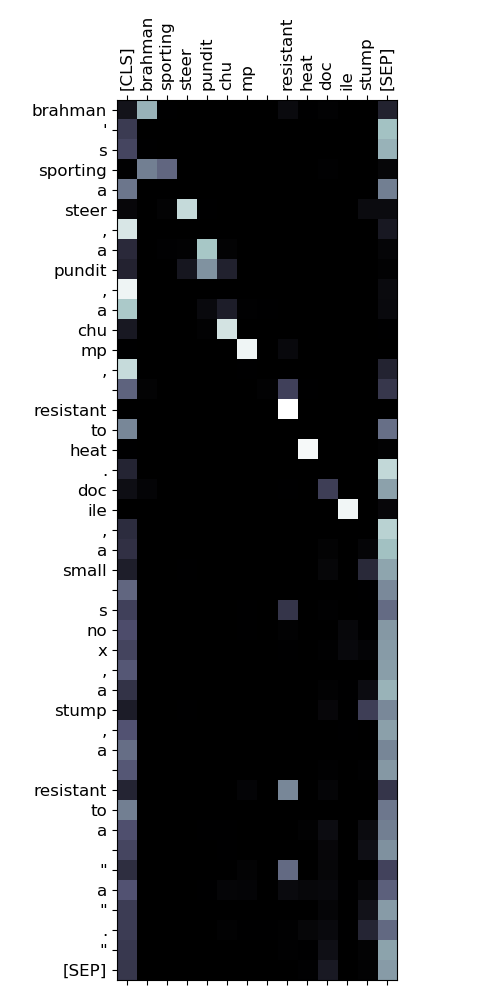 [CLS] brahman sporting steer pundit chu mp resistant heat doc ile stump [SEP]
brahman
'
s
sporting
a
steer
,
a
pundit
,
a
chu
mp
,
resistant
to
heat
.
doc
ile
,
a
small
s
no
x
,
a
stump
,
a
resistant
to
a
"
a
"
.
"
[SEP]